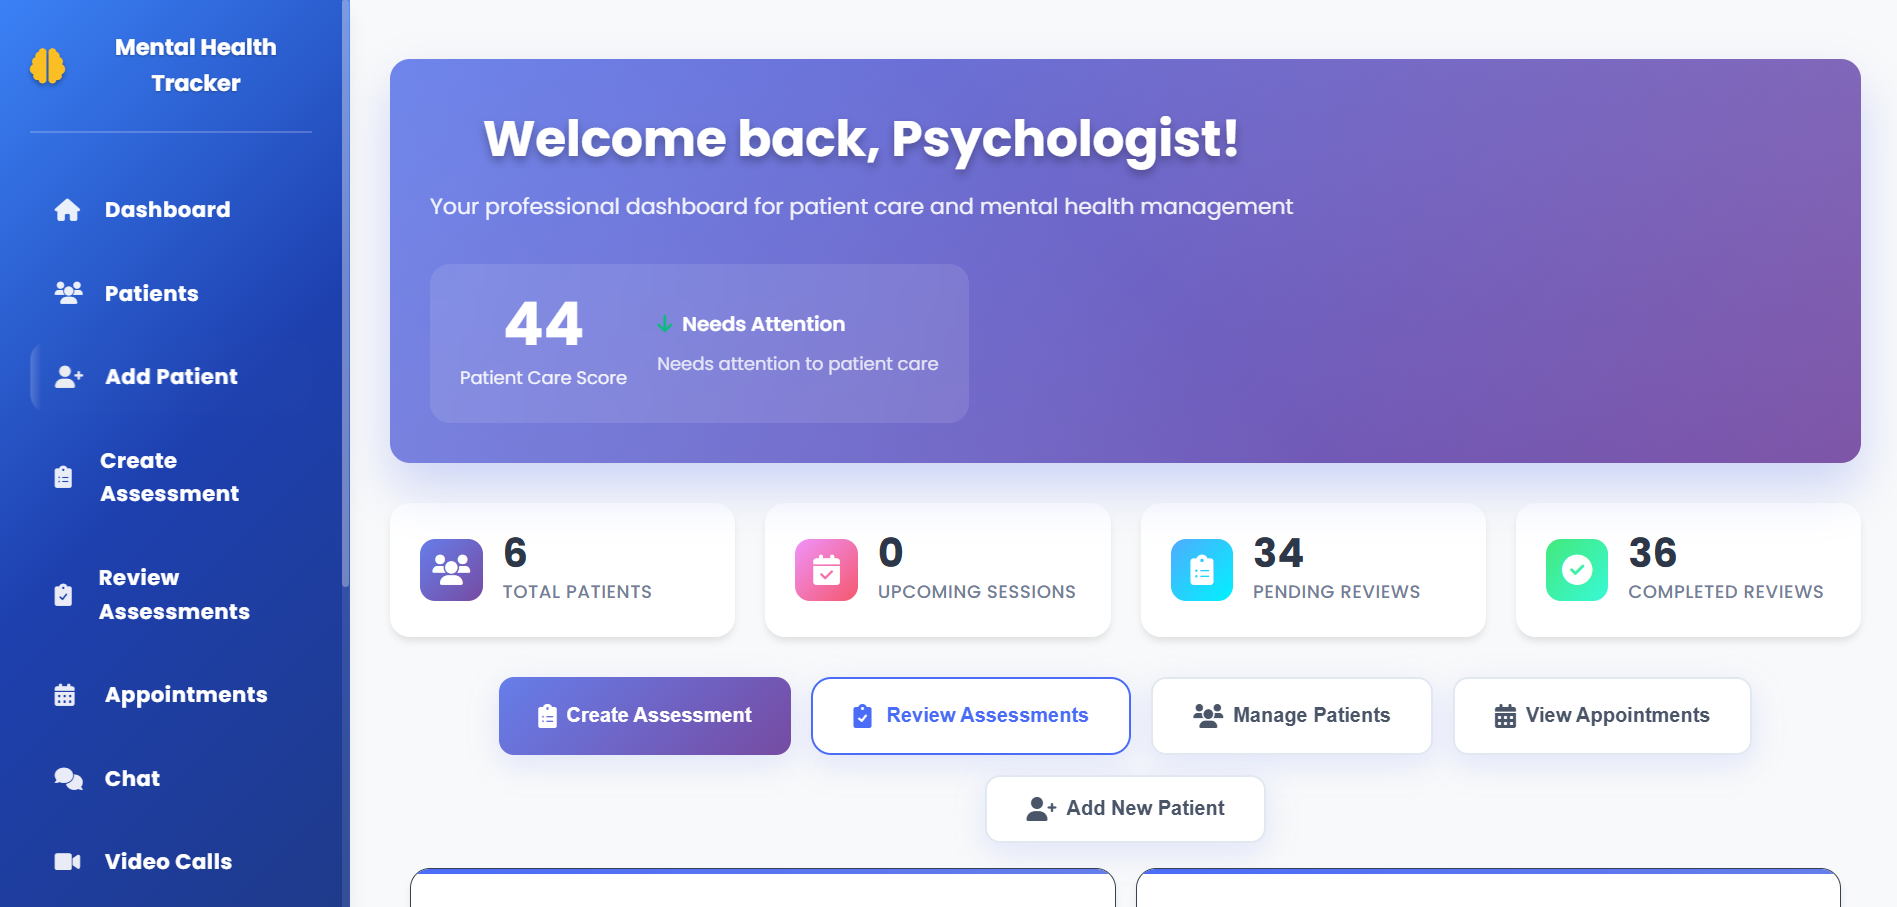 Mental Health
Tracker
Dashboard
Patients
Add Patient
Create
Assessment
Review
Assessments
Appointments
Chat
Video Calls
Welcome back, Psychologist!
Your professional dashboard for patient care and mental health management
44
Patient Care Score
Needs Attention
Needs attention to patient care
6
TOTAL PATIENTS
0
UPCOMING SESSIONS
34
PENDING REVIEWS
36
COMPLETED REVIEWS
Create Assessment
Review Assessments
Manage Patients
View Appointments
Add New Patient